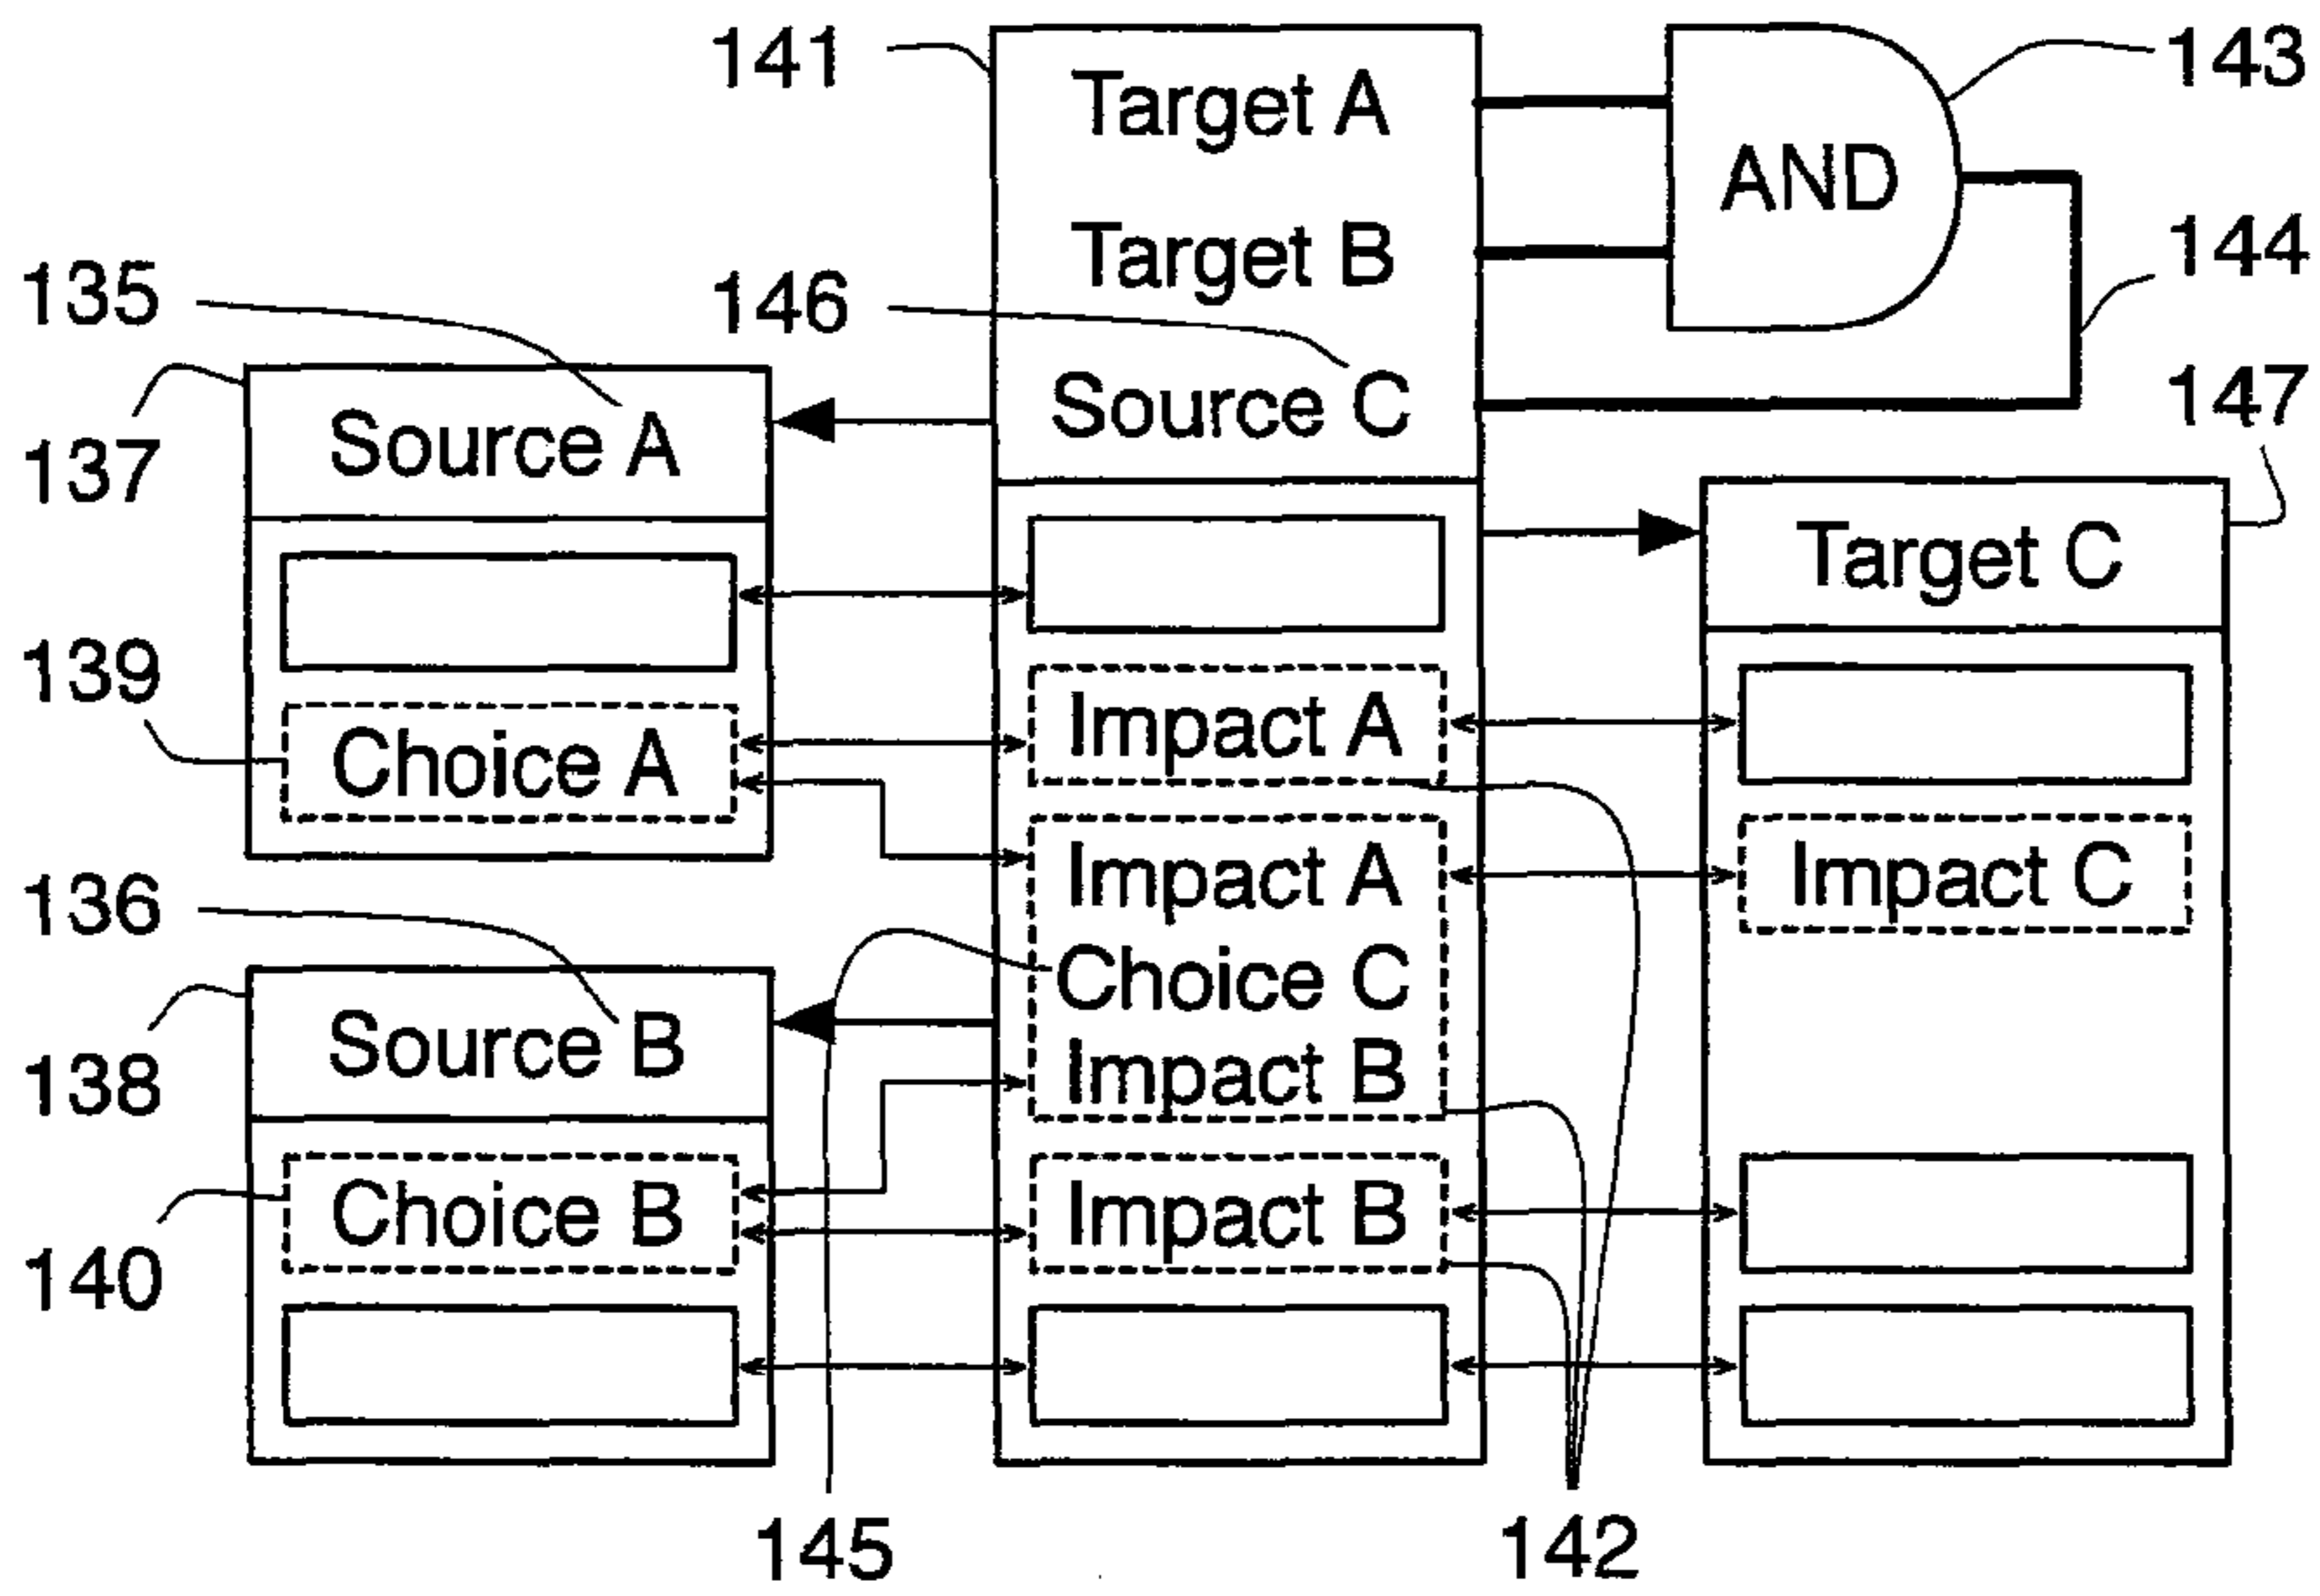 141
Target A
AND
143
Target B
144
135
146
Source C
147
137
Source A
Target C
139
Impact A
Choice A
Impact A
Impact C
136
Choice C
Source B
Impact B
138
Choice B
Impact B
140
145
142